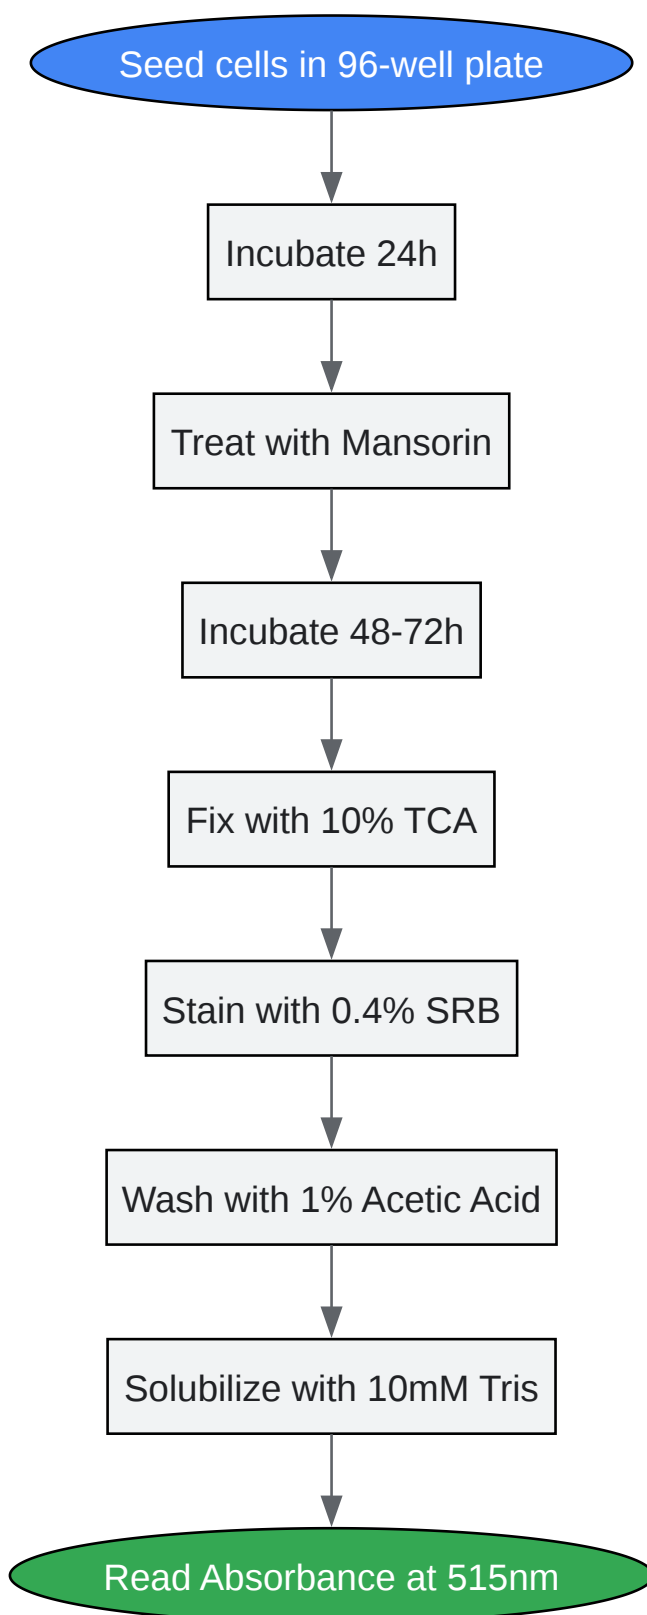 Seed cells in 96-well plate
Incubate 24h
Treat with Mansorin
Incubate 48-72h
Fix with 10% TCA
Stain with 0.4% SRB
Wash with 1% Acetic Acid
Solubilize with 10mM Tris
Read Absorbance at 515nm